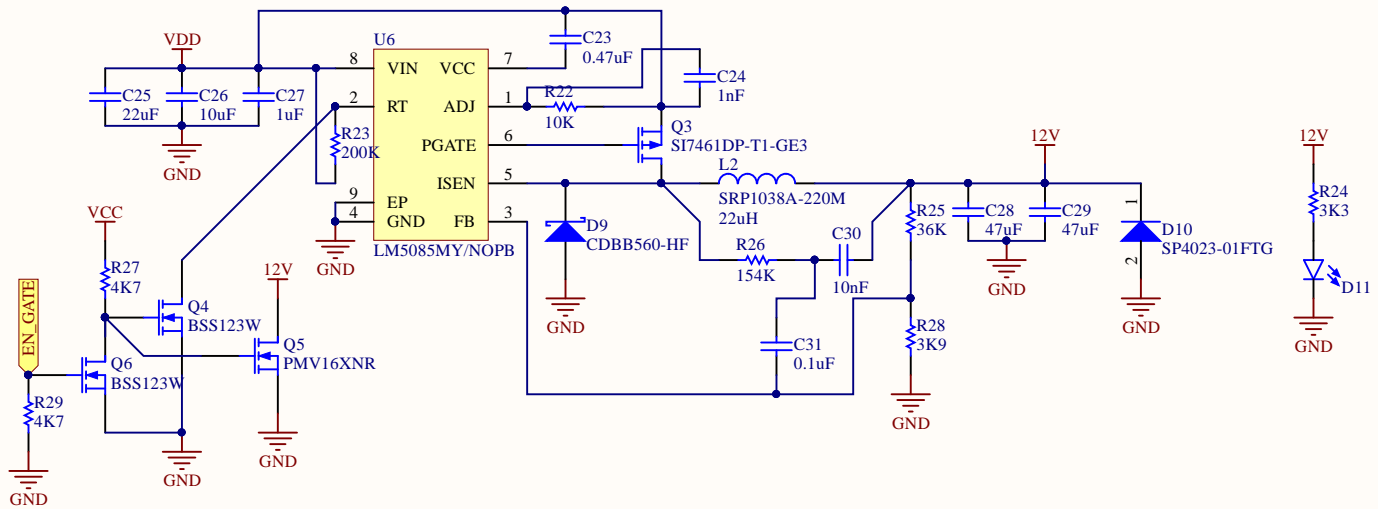 VDD
C25
22uF
C26
10uF
C27
1uF
GND
U6
8
VIN
VCC
7
2
RT
ADJ
1
PGATE
6
ISEN
5
9
EP
4
GND
FB
3
LM5085MY/NOPB
R23
200K
GND
C23
0.47uF
C24
1nF
R22
10K
Q3
SI7461DP-T1-GE3
L2
SRP1038A-220M
22uH
D9
CDBB560-HF
GND
R26
154K
C30
10nF
C31
0.1uF
R25
36K
R28
3K9
GND
12V
C28
47uF
C29
47uF
GND
1
D10
SP4023-01FTG
2
GND
12V
R24
3K3
D11
GND
VCC
R27
4K7
Q4
BSS123W
12V
Q5
PMV16XNR
GND
EN_GATE
Q6
BSS123W
R29
4K7
GND
GND